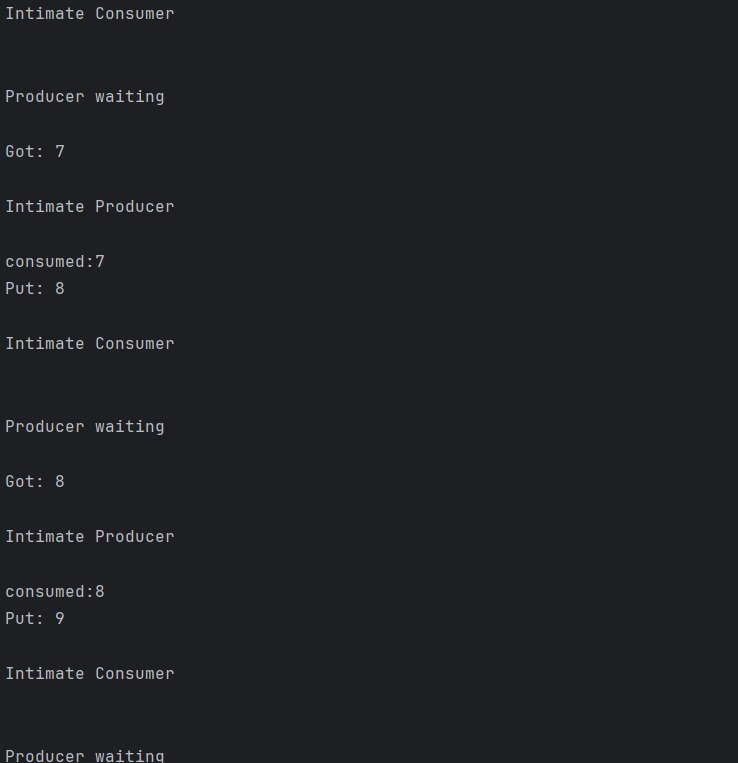 Intimate Consumer
Producer waiting
Got: 7
Intimate Producer
consumed:7
Put: 8
Intimate Consumer
Producer waiting
Got: 8
Intimate Producer
consumed:8
Put: 9
Intimate Consumer
Producer waiting